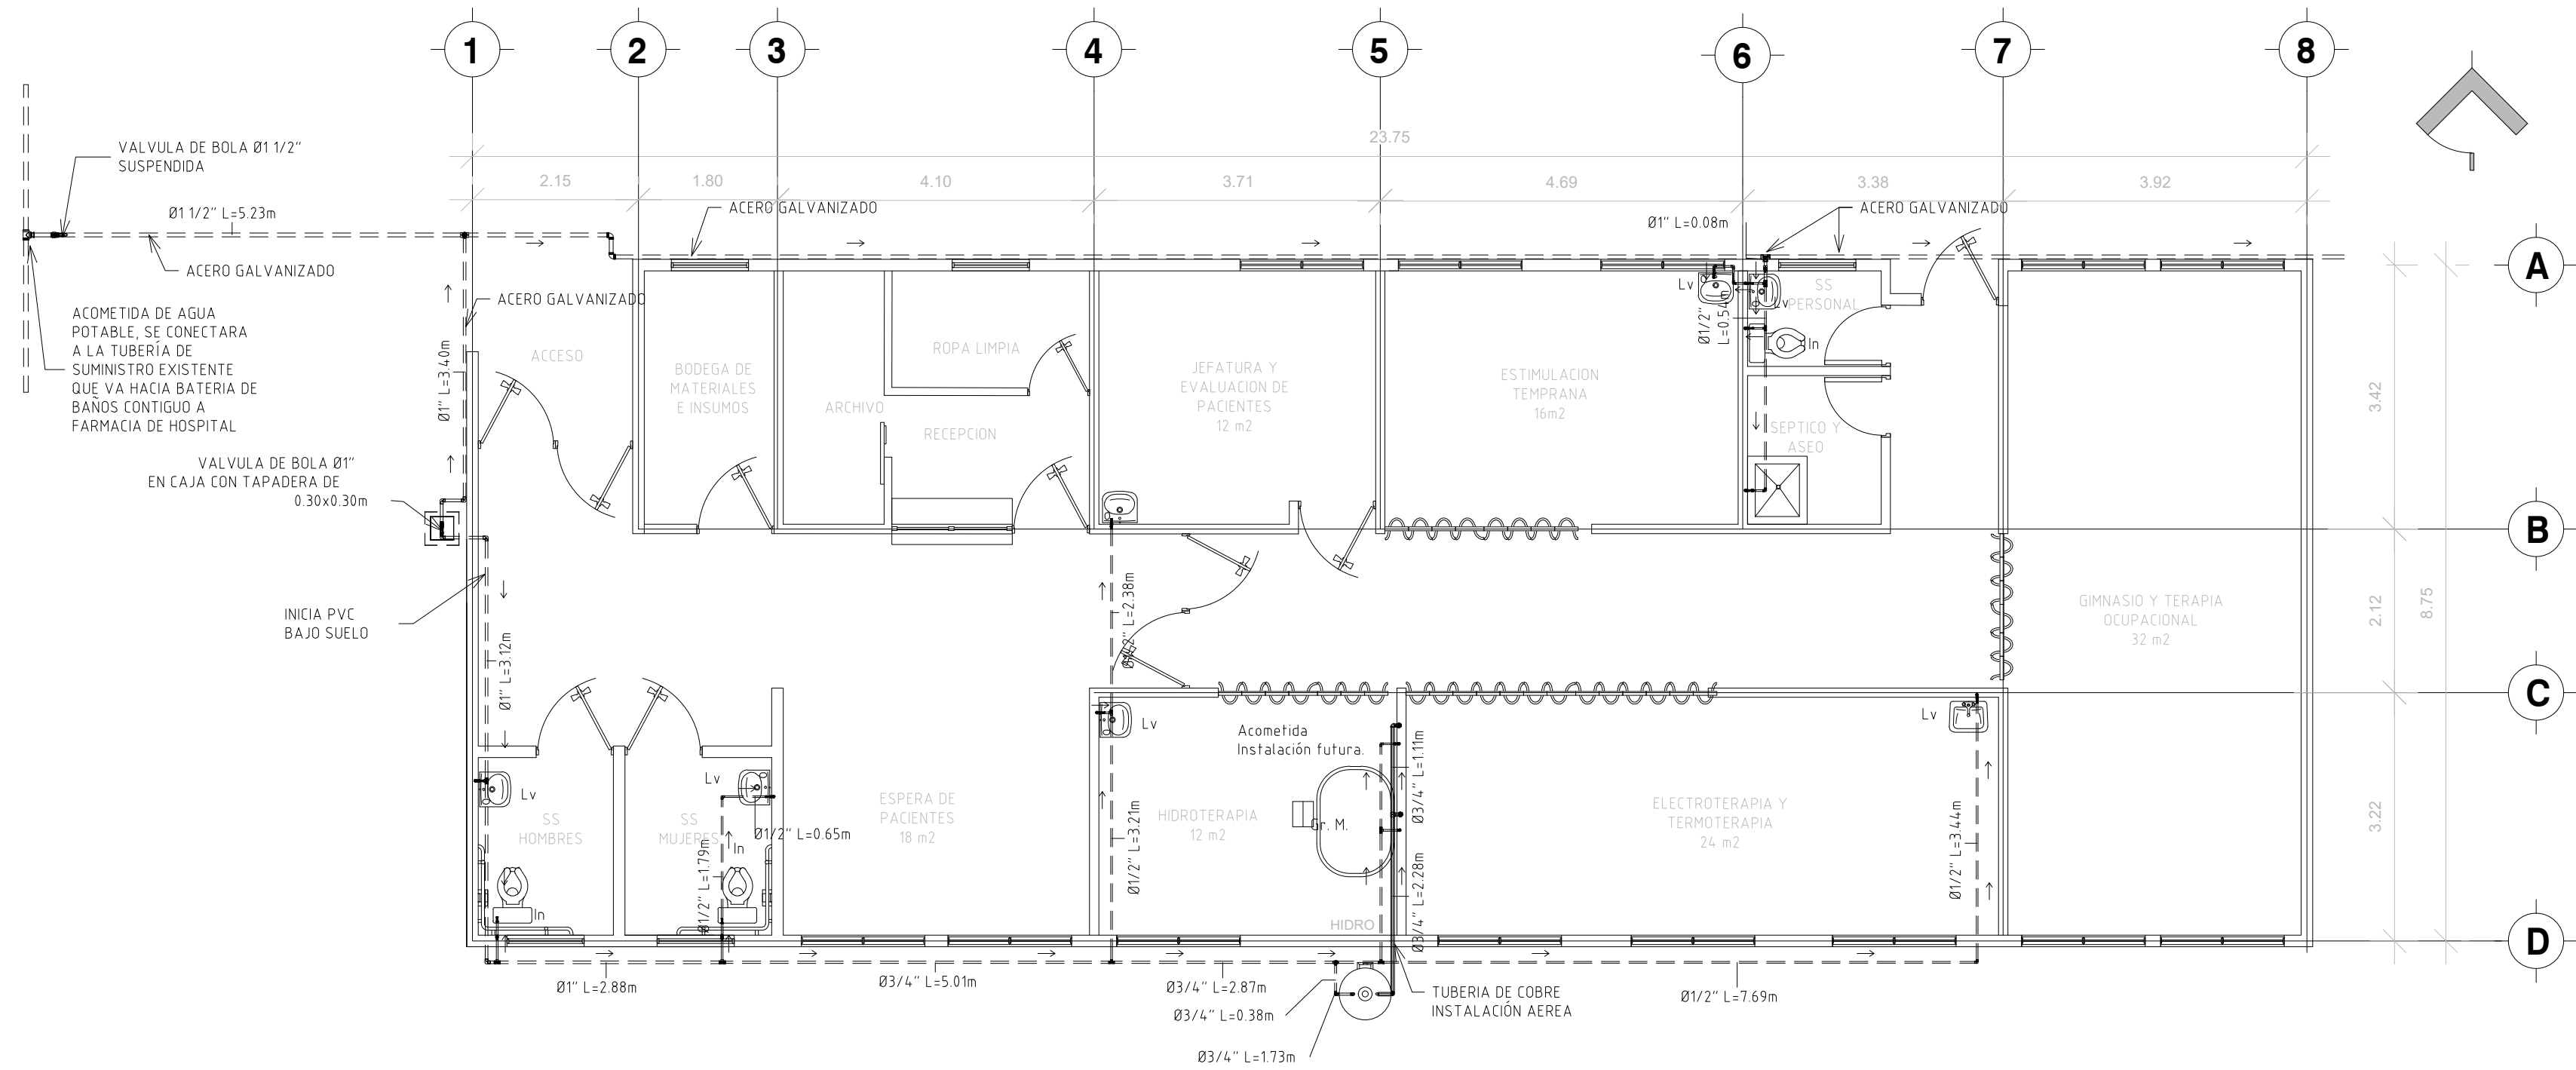 1
2
3
4
5
6
7
8
23.75
2.15
1.80
4.10
3.71
4.69
3.38
3.92
VALVULA DE BOLA Ø1 1/2"
SUSPENDIDA
Ø1 1/2" L=5.23m
ACERO GALVANIZADO
ACERO GALVANIZADO
ACERO GALVANIZADO
ACERO GALVANIZADO
Ø1" L=0.08m
A
ACOMETIDA DE AGUA
POTABLE, SE CONECTARA
A LA TUBERÍA DE
SUMINISTRO EXISTENTE
QUE VA HACIA BATERIA DE
BAÑOS CONTIGUO A
FARMACIA DE HOSPITAL
Ø1" L=3.40m
VALVULA DE BOLA Ø1"
EN CAJA CON TAPADERA DE
0.30x0.30m
ACCESO
BODEGA DE
MATERIALES
E INSUMOS
ROPA LIMPIA
ARCHIVO
RECEPCION
JEFATURA Y
EVALUACION DE
PACIENTES
12 m2
ESTIMULACION
TEMPRANA
16m2
Lv
Ø1/2"
L=0.54m
SS
PERSONAL
Lv
In
SEPTICO Y
ASEO
3.42
B
INICIA PVC
BAJO SUELO
Ø1" L=3.12m
Ø1/2" L=2.38m
GIMNASIO Y TERAPIA
OCUPACIONAL
32 m2
2.12
8.75
C
Lv
SS
HOMBRES
In
Lv
SS
MUJERES
In
Ø1/2" L=0.65m
Ø1/2" L=1.79m
ESPERA DE
PACIENTES
18 m2
Lv
Acometida
Instalación futura.
HIDROTERAPIA
12 m2
Gr. M.
HIDRO
Ø1/2" L=3.21m
Ø3/4" L=1.11m
Ø3/4" L=2.28m
ELECTROTERAPIA Y
TERMOTERAPIA
24 m2
Lv
Ø1/2" L=3.44m
3.22
D
Ø1" L=2.88m
Ø3/4" L=5.01m
Ø3/4" L=2.87m
Ø3/4" L=0.38m
Ø3/4" L=1.73m
TUBERIA DE COBRE
INSTALACIÓN AEREA
Ø1/2" L=7.69m